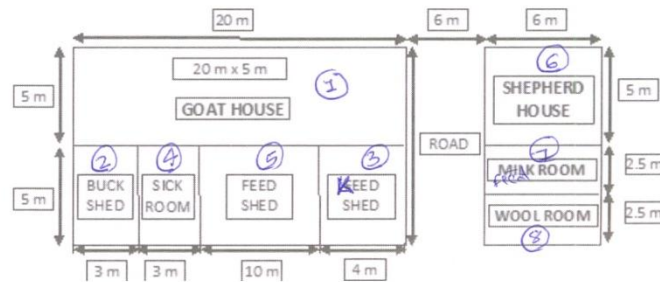 20 m
6 m
6 m
20 m x 5 m
1
GOAT HOUSE
5 m
6
SHEPHERD
HOUSE
5 m
ROAD
2
4
5
3
7
BUCK
SHED
SICK
ROOM
FEED
SHED
KEED
SHED
5 m
MILK ROOM
2.5 m
WOOL ROOM
2.5 m
8
3 m
3 m
10 m
4 m